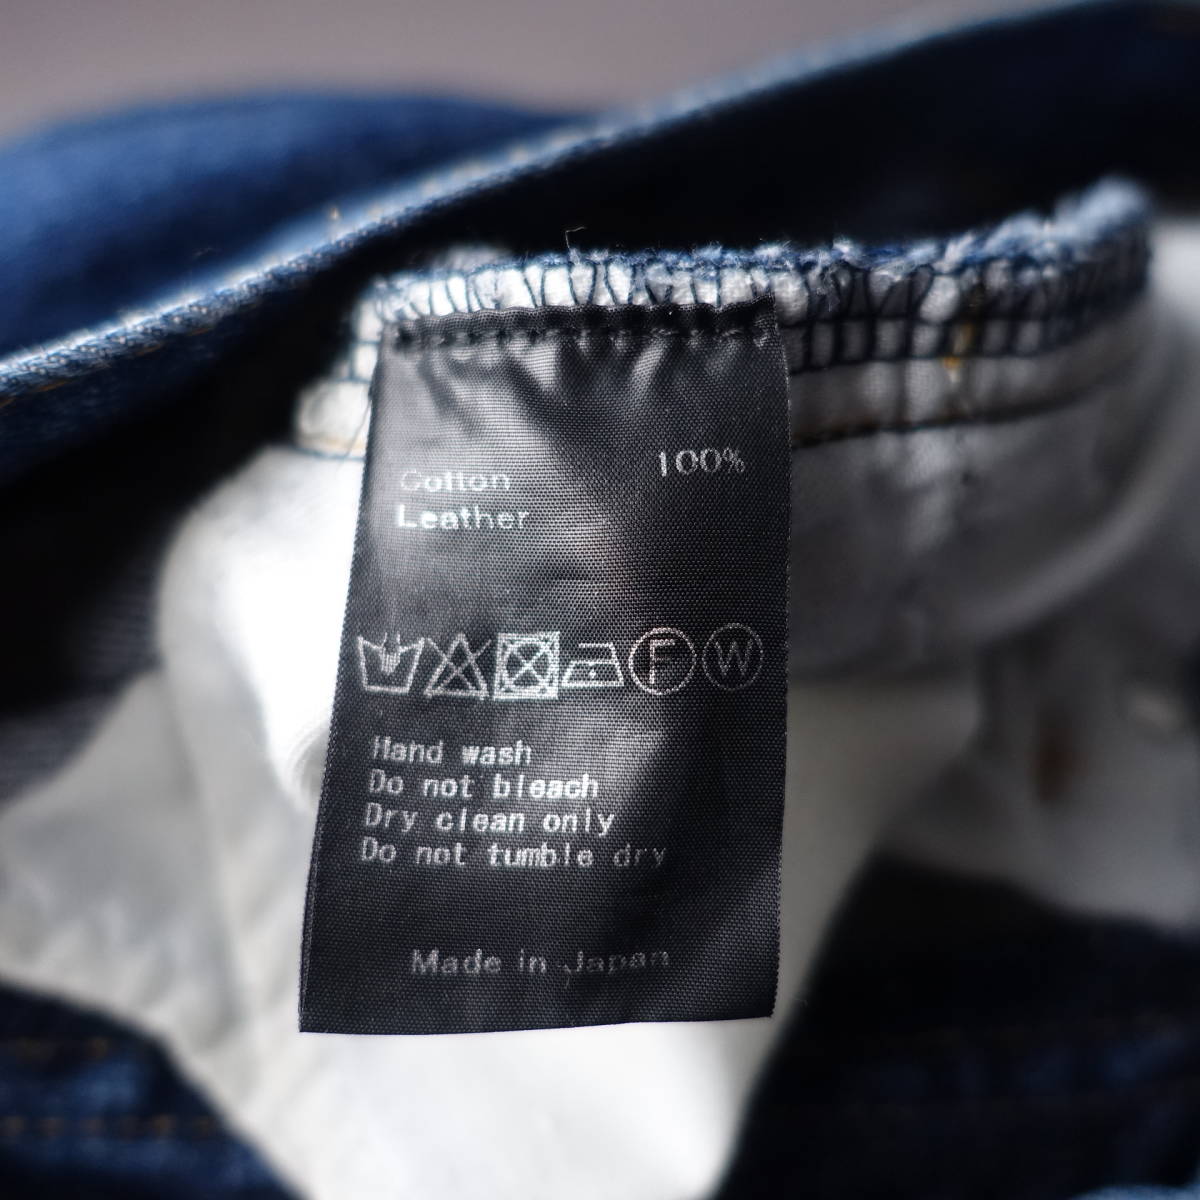 Cotton 100%
Leather
F W
Hand wash
Do not bleach
Dry clean only
Do not tumble dry
Made in Japan